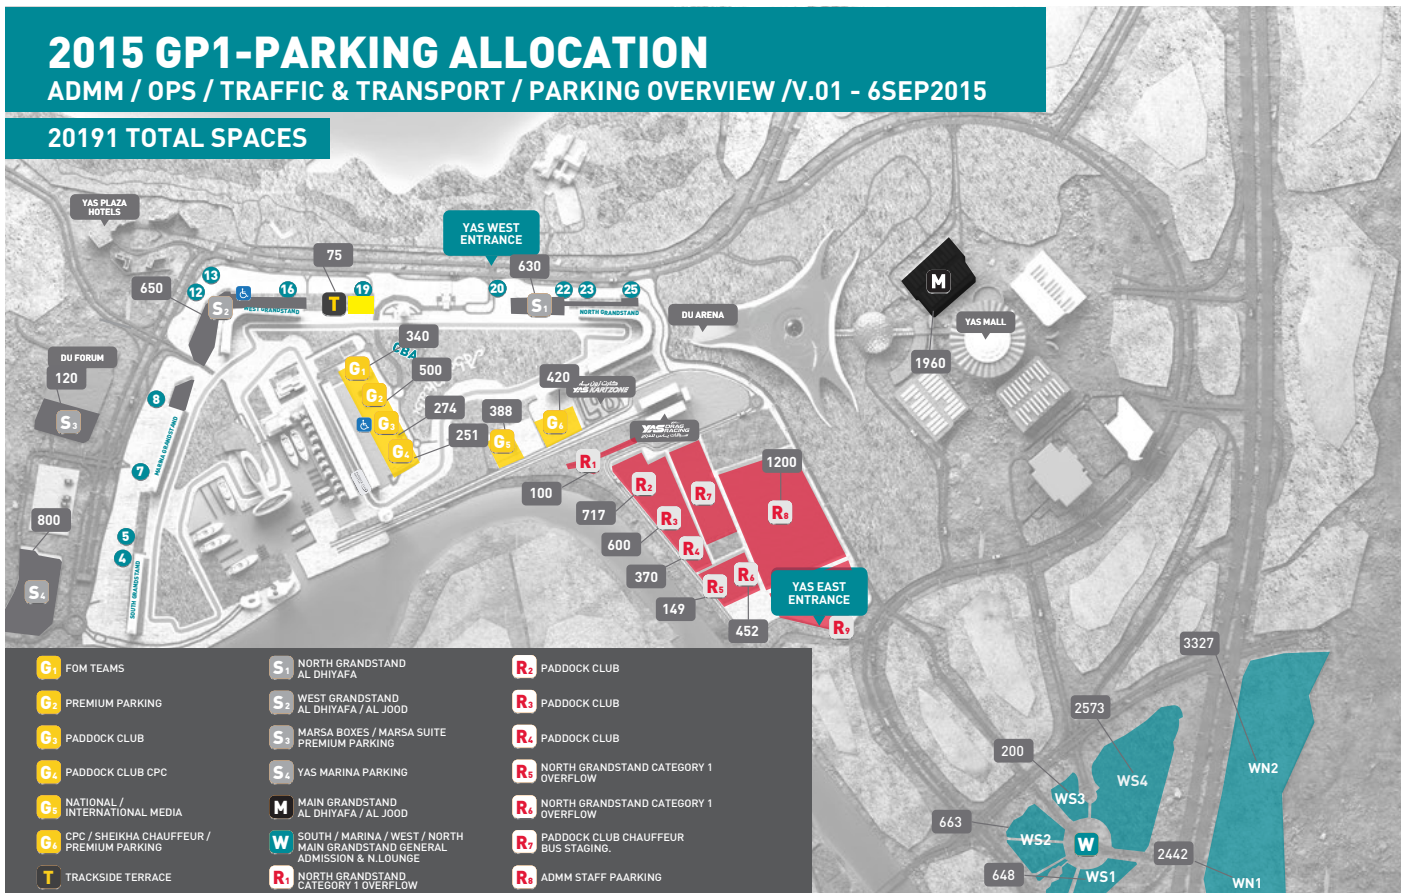 2015 GP1-PARKING ALLOCATION
ADMM / OPS / TRAFFIC & TRANSPORT / PARKING OVERVIEW /V.01 - 6SEP2015
20191 TOTAL SPACES
YAS PLAZA
HOTELS
YAS WEST
ENTRANCE
75
630
13
12
650
16
19
20
22
23
25
S2
T
S1
WEST GRANDSTAND
NORTH GRANDSTAND
DU ARENA
M
YAS MALL
1960
DU FORUM
120
S3
340
CBA
G1
500
G2
420
YAS KARTZONE
274
G3
388
G6
251
G4
G5
YAS DRAG
RACING
8
MARINA GRANDSTAND
7
R1
100
1200
R2
717
R7
R8
R3
600
R4
370
R5
R6
149
452
800
5
4
S4
SOUTH GRANDSTAND
YAS EAST
ENTRANCE
R9
3327
2573
200
WN2
WS4
WS3
663
WS2
W
2442
648
WS1
WN1
G1 FOM TEAMS
G2 PREMIUM PARKING
G3 PADDOCK CLUB
G4 PADDOCK CLUB CPC
G5 NATIONAL /
INTERNATIONAL MEDIA
G6 CPC / SHEIKHA CHAUFFEUR /
PREMIUM PARKING
T TRACKSIDE TERRACE
S1 NORTH GRANDSTAND
AL DHIYAFA
S2 WEST GRANDSTAND
AL DHIYAFA / AL JOOD
S3 MARSA BOXES / MARSA SUITE
PREMIUM PARKING
S4 YAS MARINA PARKING
M MAIN GRANDSTAND
AL DHIYAFA / AL JOOD
W SOUTH / MARINA / WEST / NORTH
MAIN GRANDSTAND GENERAL
ADMISSION & N.LOUNGE
R1 NORTH GRANDSTAND
CATEGORY 1 OVERFLOW
R2 PADDOCK CLUB
R3 PADDOCK CLUB
R4 PADDOCK CLUB
R5 NORTH GRANDSTAND CATEGORY 1
OVERFLOW
R6 NORTH GRANDSTAND CATEGORY 1
OVERFLOW
R7 PADDOCK CLUB CHAUFFEUR
BUS STAGING.
R8 ADMM STAFF PAARKING